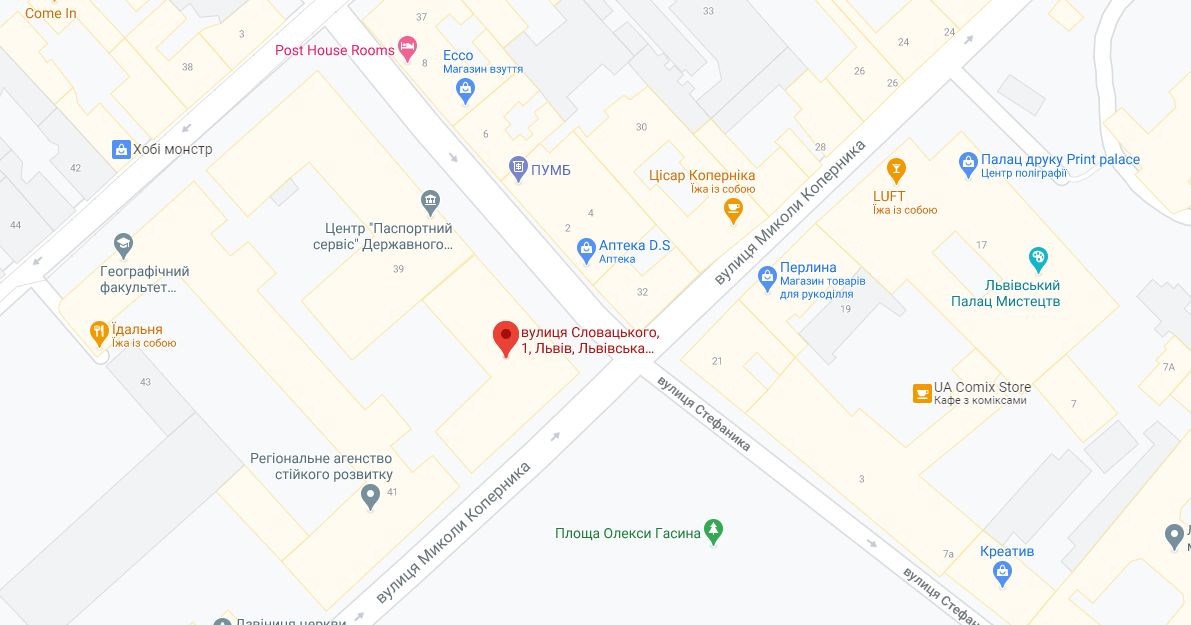 Come In
3
38
37
Post House Rooms
8
Ecco
Магазин взуття
33
24
24
26
26
Хобі монстр
42
6
ПУМБ
30
28
Цісар Коперніка
Їжа із собою
вулиця Миколи Коперника
LUFT
Їжа із собою
Палац друку Print palace
Центр поліграфії
44
Центр "Паспортний
сервіс" Державного...
39
4
2
Аптека D.S
Аптека
32
Географічний
факультет...
Перлина
Магазин товарів
для рукоділля
19
17
Львівський
Палац Мистецтв
Їдальня
Їжа із собою
43
вулиця Словацького,
1, Львів, Львівська...
21
вулиця Стефаника
UA Comix Store
Кафе з коміксами
7
7А
Регіональне агенство
стійкого розвитку
41
вулиця Миколи Коперника
Площа Олекси Гасина
3
7а
Креатив
вулиця Стефа
Дзвіниця церкви